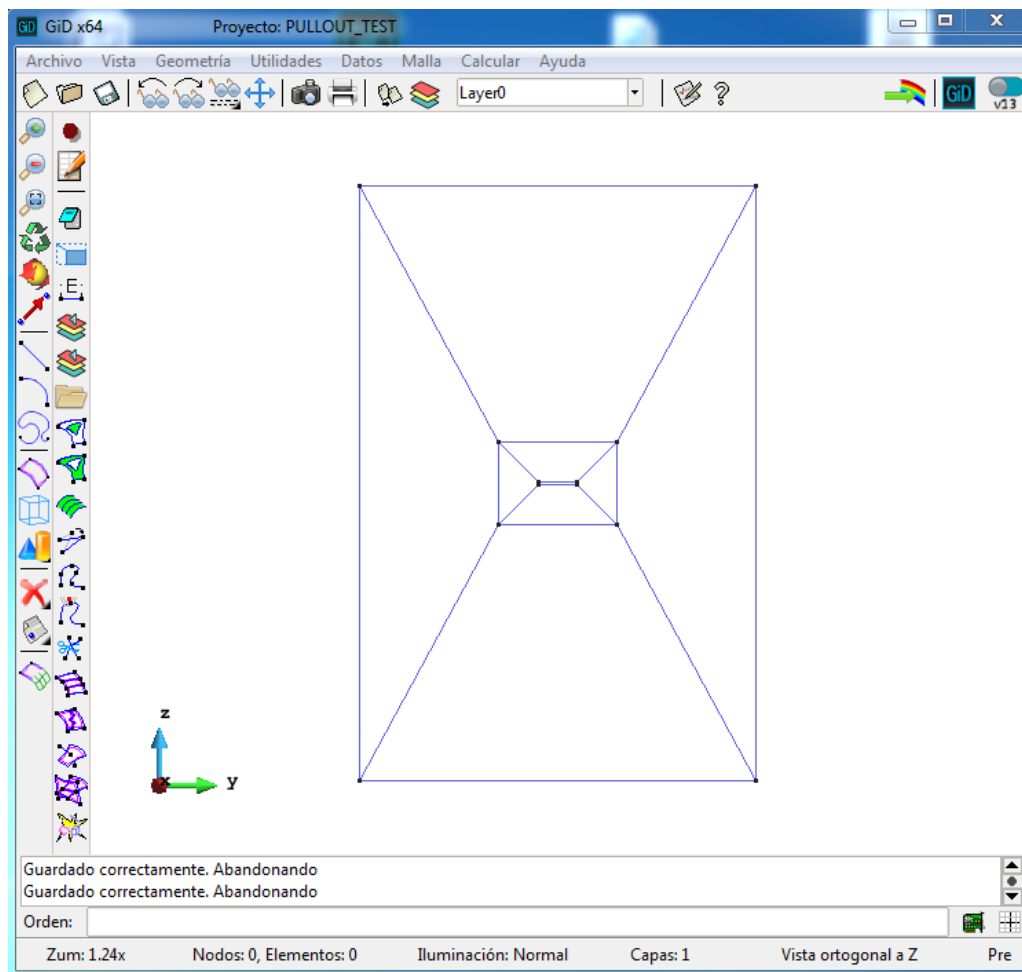 GiD GiD x64 Proyecto: PULLOUT_TEST
Archivo Vista Geometría Utilidades Datos Malla Calcular Ayuda
Layer0 GiD v13
E
z
x y
Guardado correctamente. Abandonando
Guardado correctamente. Abandonando
Orden:
Zum: 1.24x Nodos: 0, Elementos: 0 Iluminación: Normal Capas: 1 Vista ortogonal a Z Pre